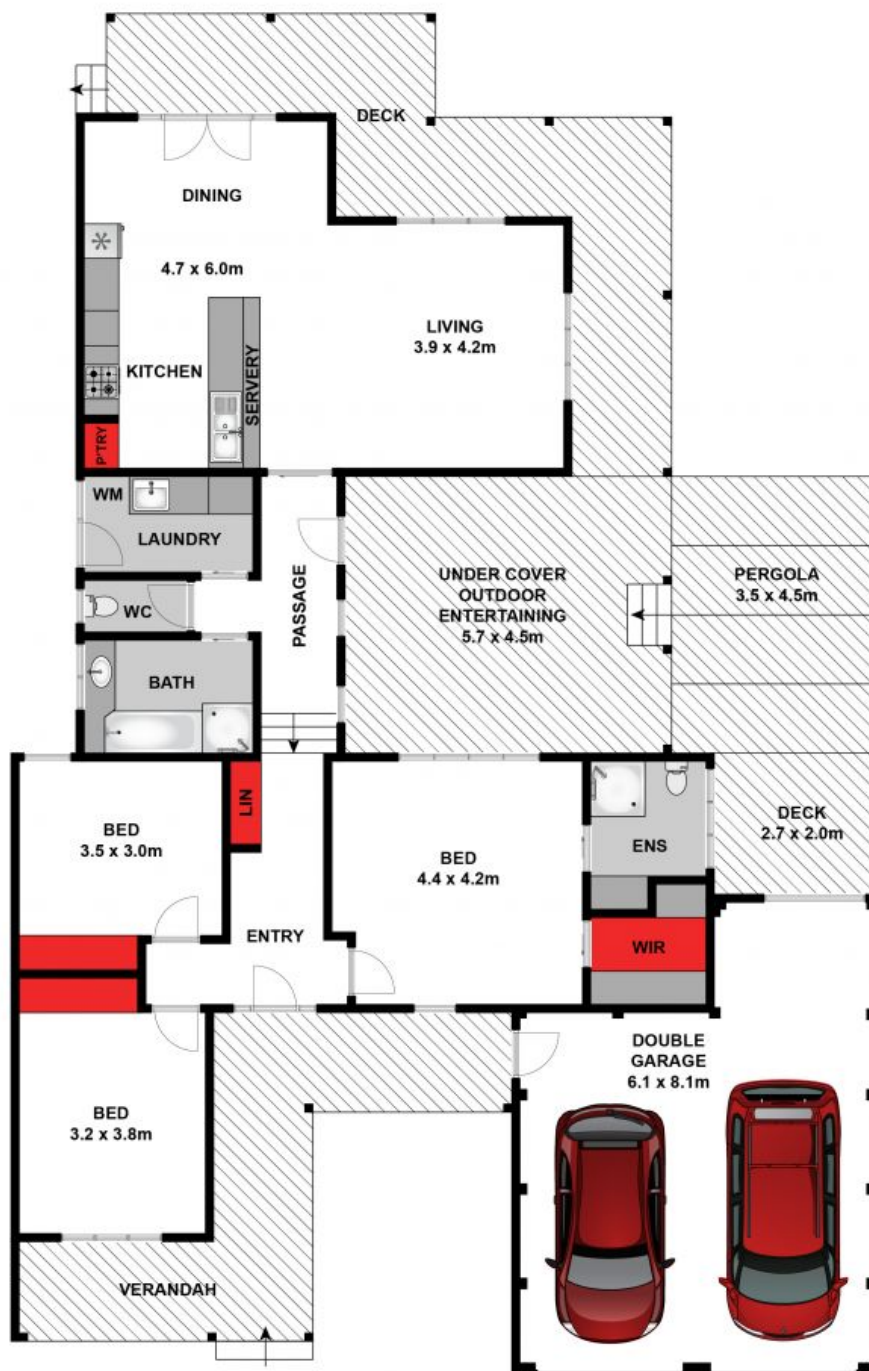 DECK
DINING
4.7 x 6.0m
LIVING
3.9 x 4.2m
KITCHEN
SERVERY
P'TRY
WM
LAUNDRY
WC
PASSAGE
UNDER COVER
OUTDOOR
ENTERTAINING
5.7 x 4.5m
PERGOLA
3.5 x 4.5m
BATH
LIN
BED
3.5 x 3.0m
BED
4.4 x 4.2m
ENS
DECK
2.7 x 2.0m
ENTRY
WIR
DOUBLE
GARAGE
6.1 x 8.1m
BED
3.2 x 3.8m
VERANDAH